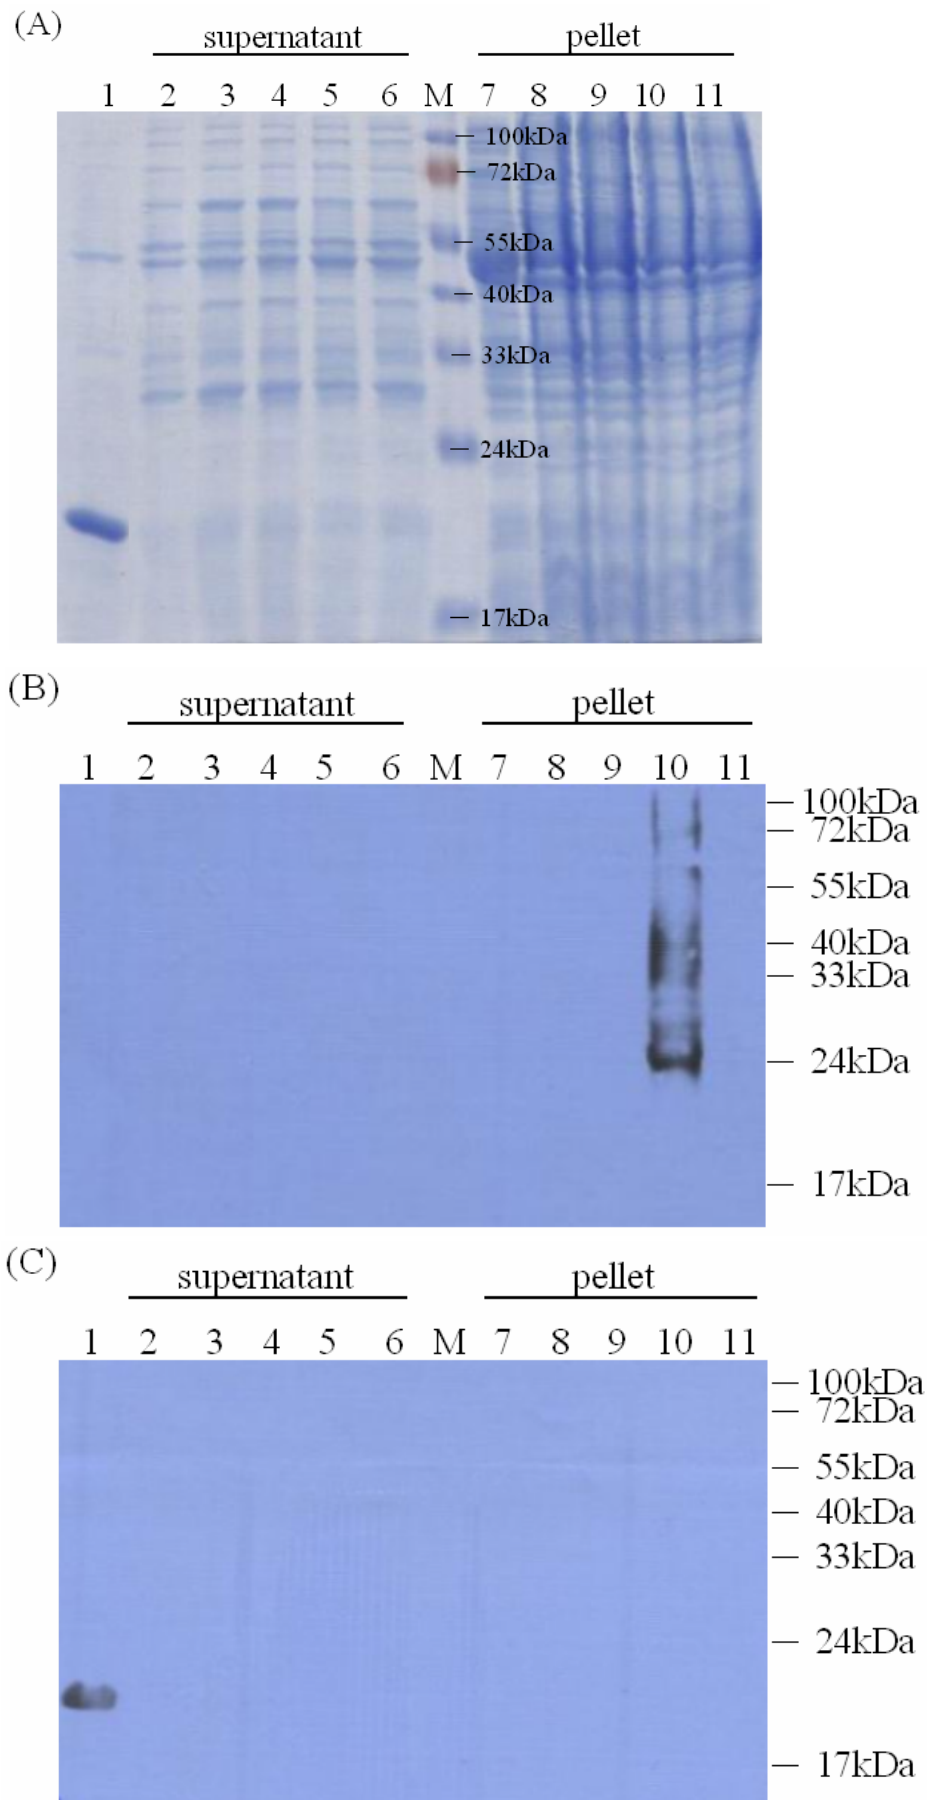 (A)
supernatant pellet
1 2 3 4 5 6 M 7 8 9 10 11
100kDa
72kDa
55kDa
40kDa
33kDa
24kDa
17kDa
(B)
supernatant pellet
1 2 3 4 5 6 M 7 8 9 10 11
100kDa
72kDa
55kDa
40kDa
33kDa
24kDa
17kDa
(C)
supernatant pellet
1 2 3 4 5 6 M 7 8 9 10 11
100kDa
72kDa
55kDa
40kDa
33kDa
24kDa
17kDa